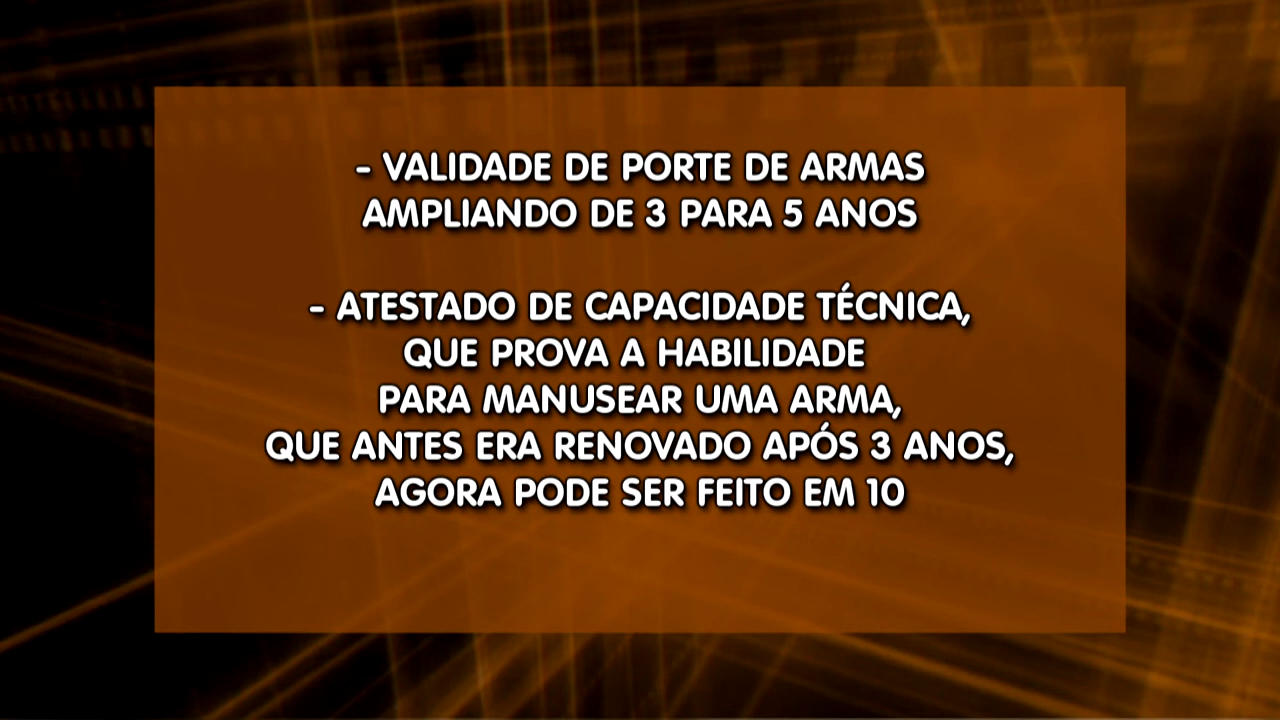 - VALIDADE DE PORTE DE ARMAS
AMPLIANDO DE 3 PARA 5 ANOS
- ATESTADO DE CAPACIDADE TÉCNICA,
QUE PROVA A HABILIDADE
PARA MANUSEAR UMA ARMA,
QUE ANTES ERA RENOVADO APÓS 3 ANOS,
AGORA PODE SER FEITO EM 10